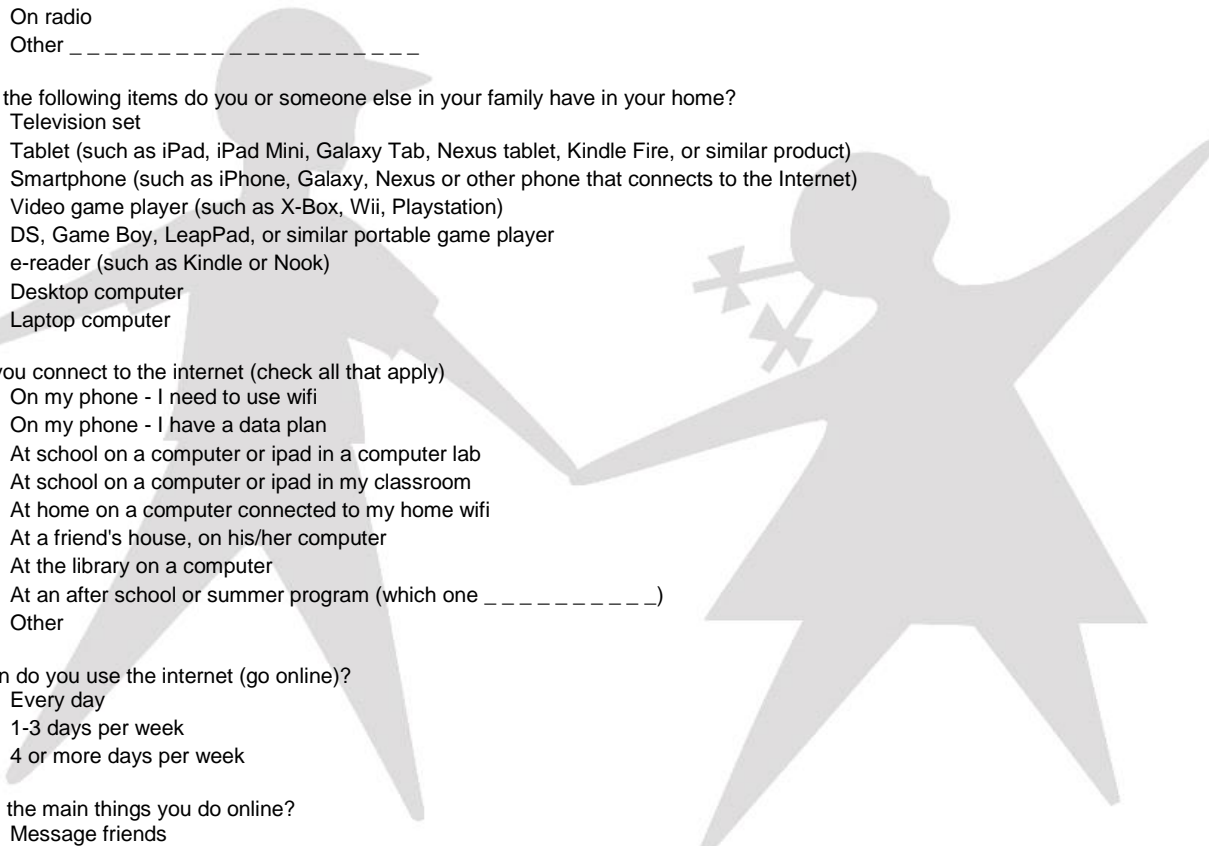 On radio
Other _ _ _ _ _ _ _ _ _ _ _ _ _ _ _ _ _ _ _ _
the following items do you or someone else in your family have in your home?
Television set
Tablet (such as iPad, iPad Mini, Galaxy Tab, Nexus tablet, Kindle Fire, or similar product)
Smartphone (such as iPhone, Galaxy, Nexus or other phone that connects to the Internet)
Video game player (such as X-Box, Wii, Playstation)
DS, Game Boy, LeapPad, or similar portable game player
e-reader (such as Kindle or Nook)
Desktop computer
Laptop computer
you connect to the internet (check all that apply)
On my phone - I need to use wifi
On my phone - I have a data plan
At school on a computer or ipad in a computer lab
At school on a computer or ipad in my classroom
At home on a computer connected to my home wifi
At a friend's house, on his/her computer
At the library on a computer
At an after school or summer program (which one _ _ _ _ _ _ _ _ _ _)
Other
n do you use the internet (go online)?
Every day
1-3 days per week
4 or more days per week
the main things you do online?
Message friends